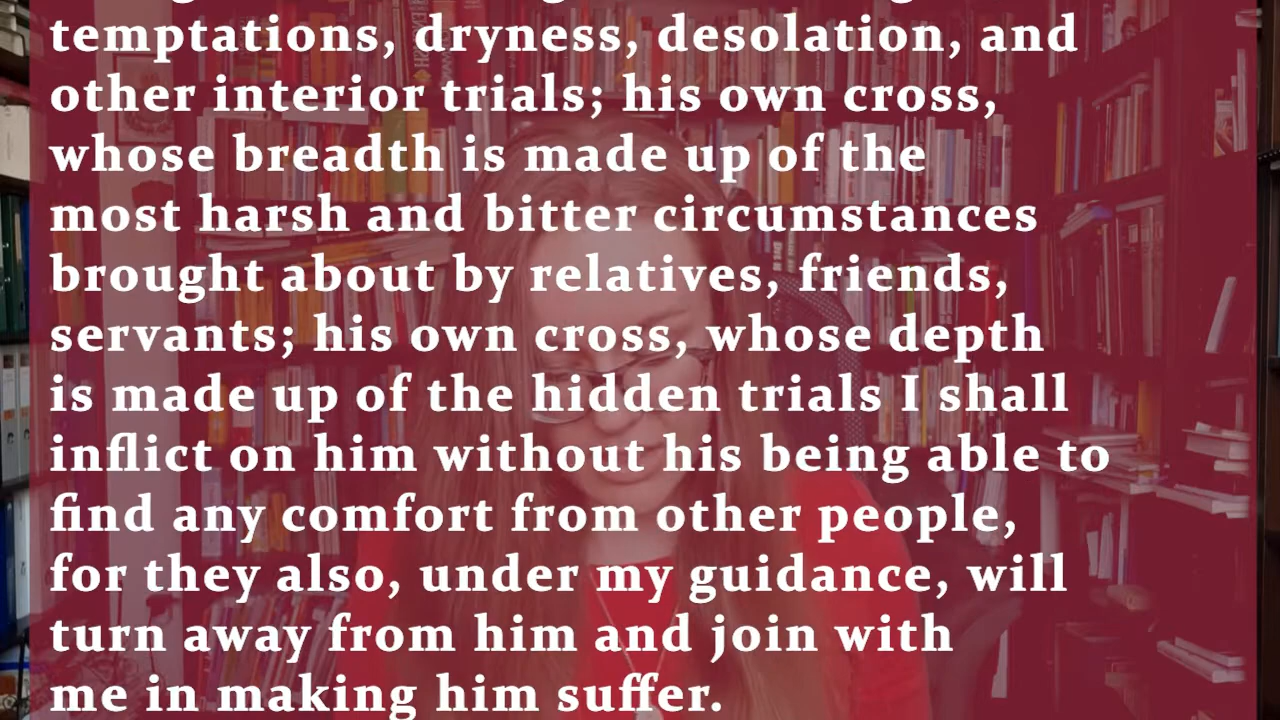 temptations, dryness, desolation, and
other interior trials; his own cross,
whose breadth is made up of the
most harsh and bitter circumstances
brought about by relatives, friends,
servants; his own cross, whose depth
is made up of the hidden trials I shall
inflict on him without his being able to
find any comfort from other people,
for they also, under my guidance, will
turn away from him and join with
me in making him suffer.